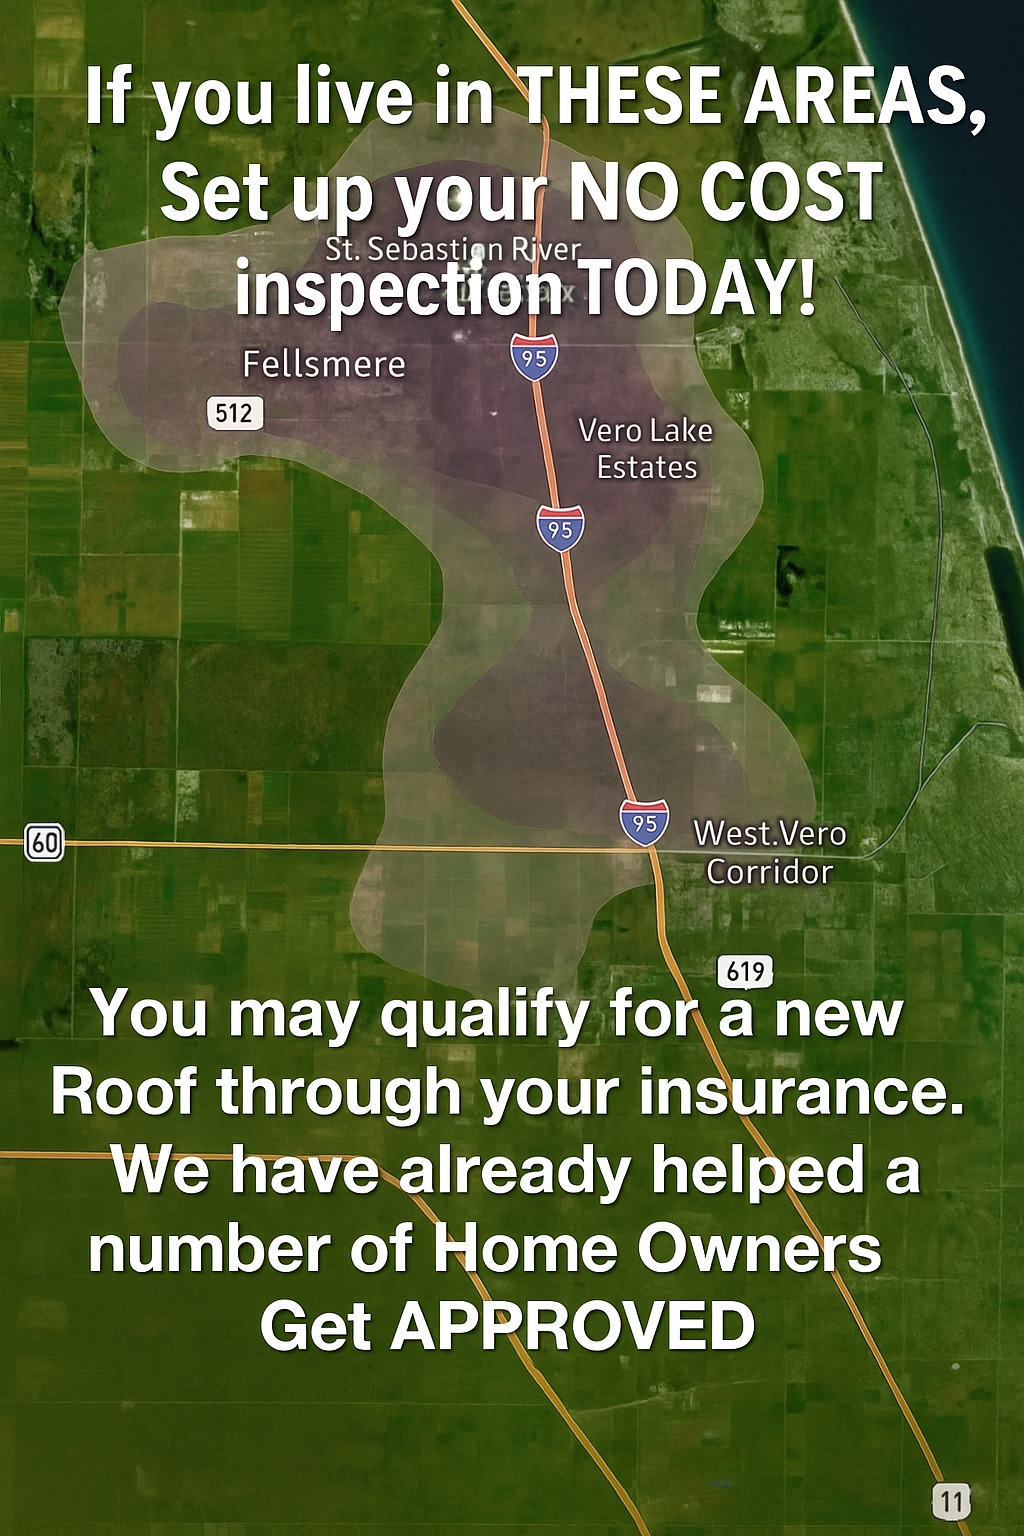 If you live in THESE AREAS,
Set up your NO COST
St. Sebastian River
inspection TODAY!
95
Fellsmere
512
Vero Lake
Estates
95
95
60
West.Vero
Corridor
619
You may qualify for a new
Roof through your insurance.
We have already helped a
number of Home Owners
Get APPROVED
11